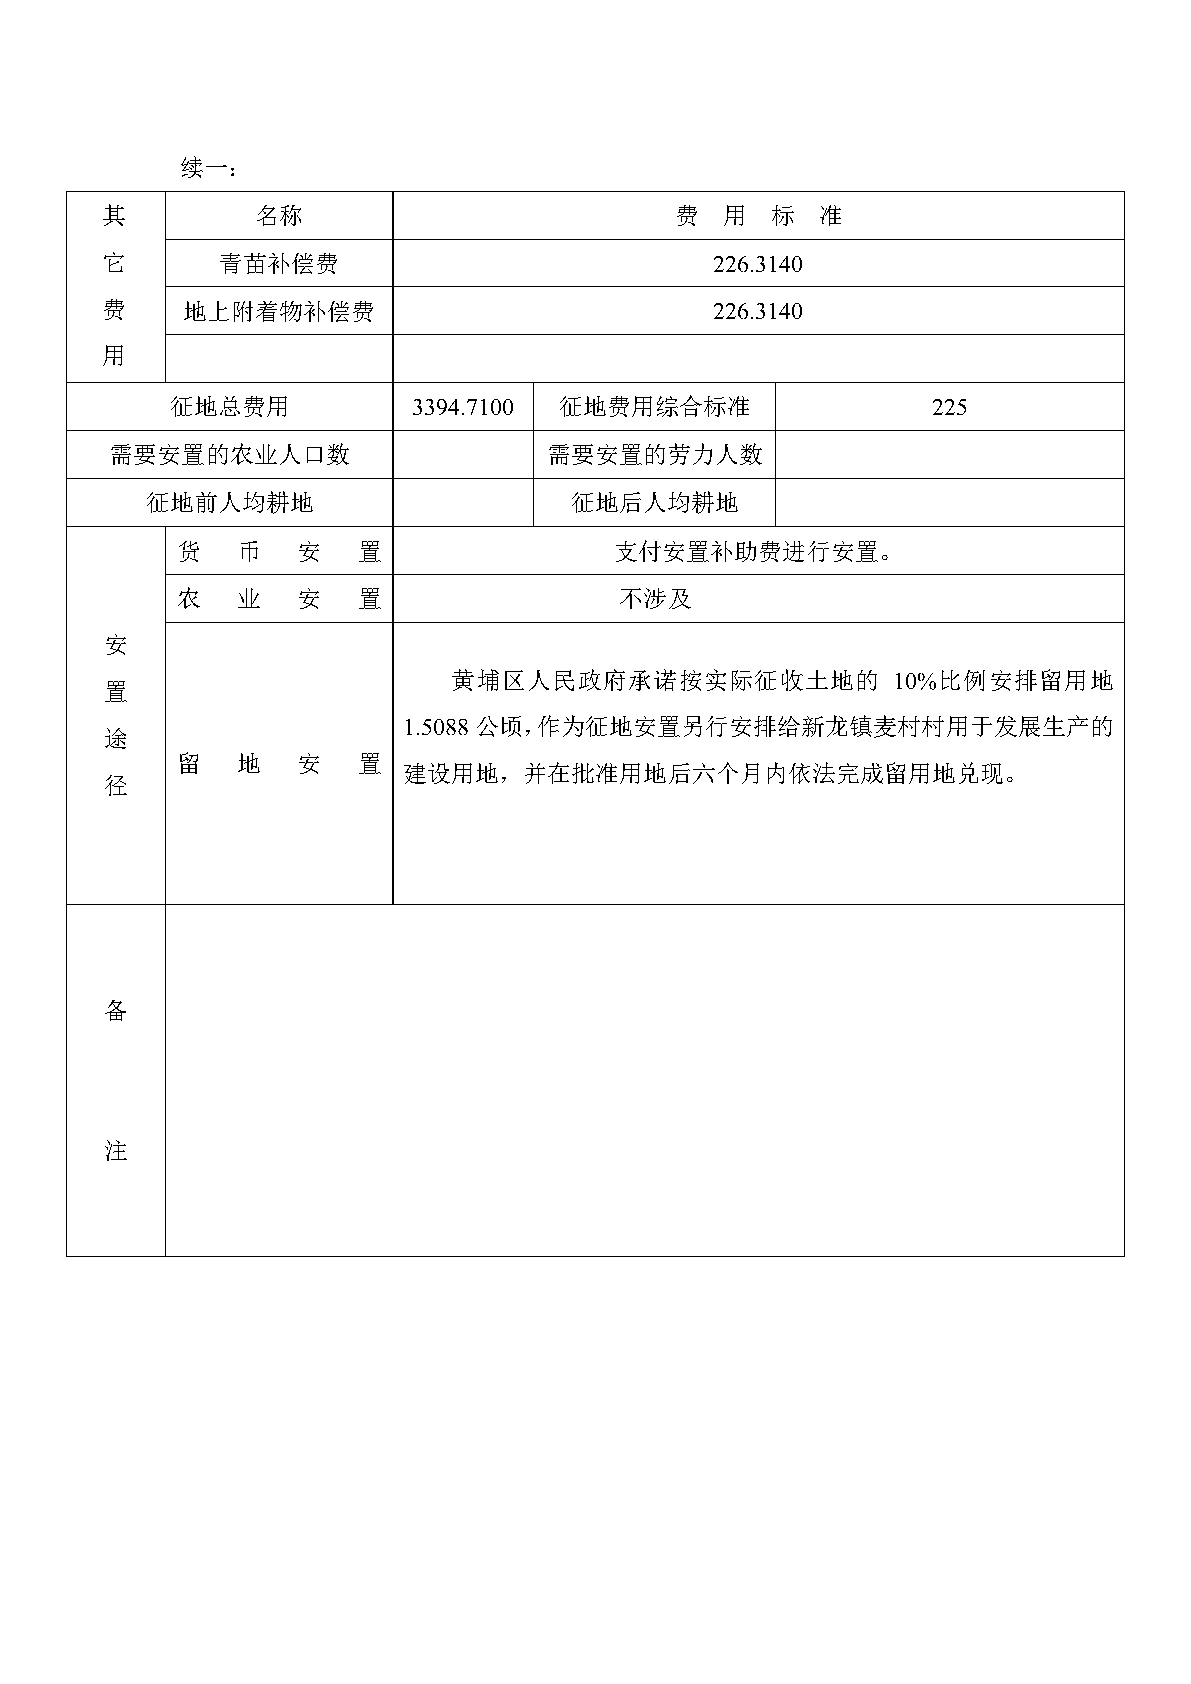 续一：
其它费用
名称
费 用 标 准
青苗补偿费
226.3140
地上附着物补偿费
226.3140
征地总费用
3394.7100
征地费用综合标准
225
需要安置的农业人口数
需要安置的劳力人数
征地前人均耕地
征地后人均耕地
安置途径
货币安置
支付安置补助费进行安置。
农业安置
不涉及
留地安置
黄埔区人民政府承诺按实际征收土地的 10%比例安排留用地
1.5088 公顷，作为征地安置另行安排给新龙镇麦村村用于发展生产的
建设用地，并在批准用地后六个月内依法完成留用地兑现。
备注